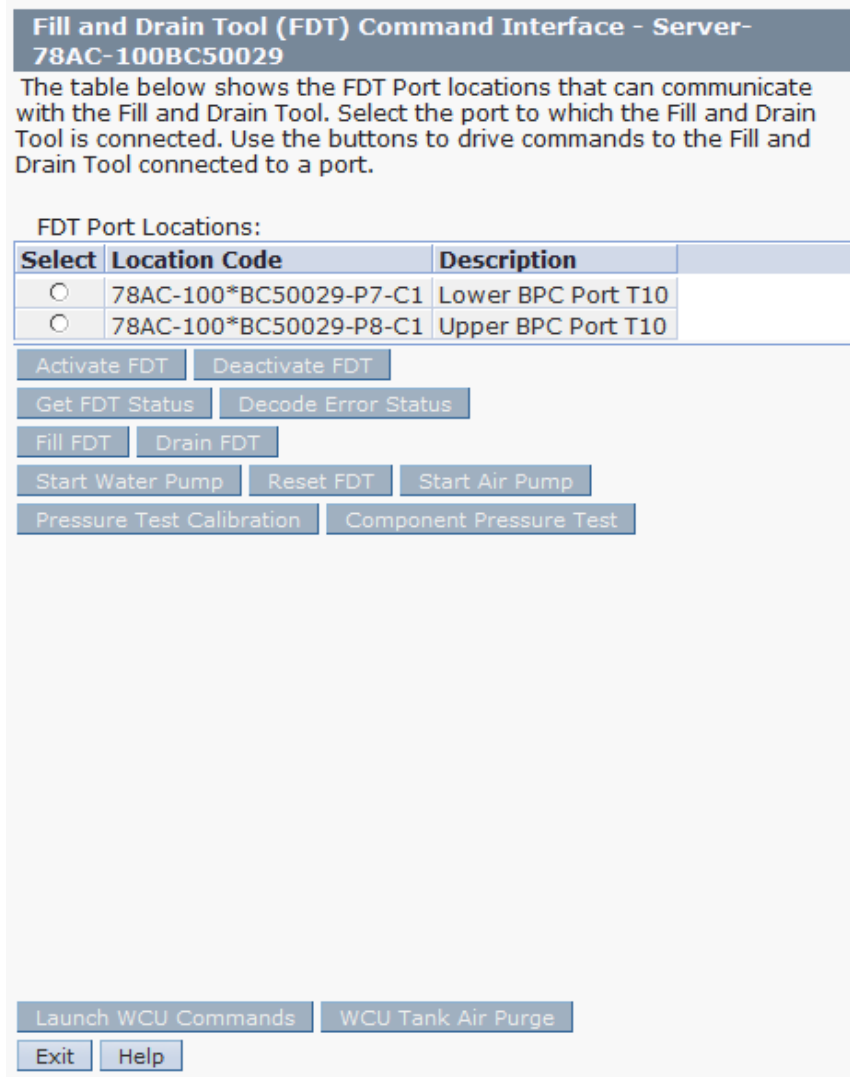 Fill and Drain Tool (FDT) Command Interface - Server-
78AC-100BC50029
The table below shows the FDT Port locations that can communicate
with the Fill and Drain Tool. Select the port to which the Fill and Drain
Tool is connected. Use the buttons to drive commands to the Fill and
Drain Tool connected to a port.
FDT Port Locations:
Select Location Code Description
78AC-100*BC50029-P7-C1 Lower BPC Port T10
78AC-100*BC50029-P8-C1 Upper BPC Port T10
Activate FDT Deactivate FDT
Get FDT Status Decode Error Status
Fill FDT Drain FDT
Start Water Pump Reset FDT Start Air Pump
Pressure Test Calibration Component Pressure Test
Launch WCU Commands WCU Tank Air Purge
Exit Help